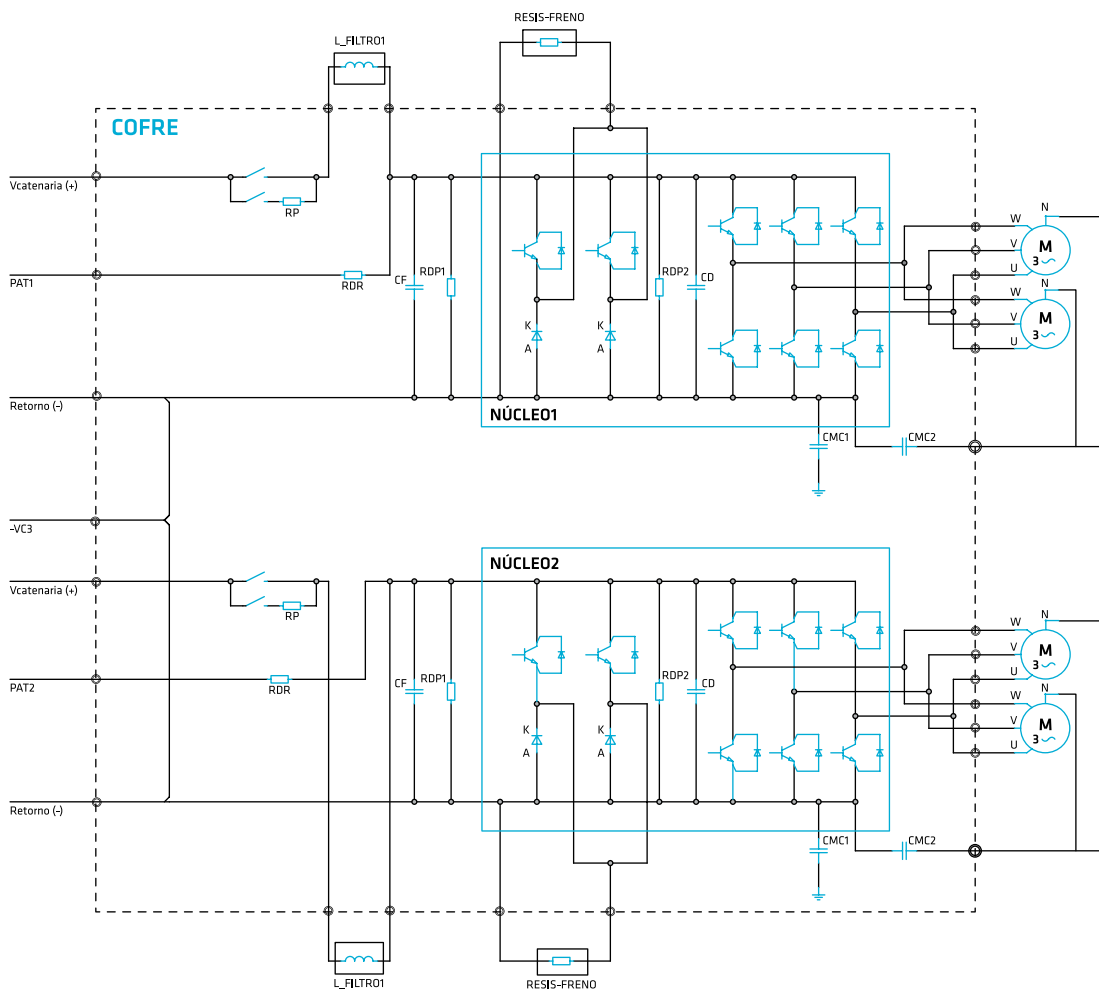 RESIS-FRENO
L_FILTRO1
COFRE
Vcatenaria (+)
RP
PAT1
RDR
CF
RDP1
K
A
K
A
RDP2
CD
N
W
V
U
M
3
N
W
V
U
M
3
Retorno (-)
NÚCLEO1
CMC1
CMC2
-VC3
NÚCLEO2
Vcatenaria (+)
RP
PAT2
RDR
CF
RDP1
K
A
K
A
RDP2
CD
N
W
V
U
M
3
N
W
V
U
M
3
Retorno (-)
CMC1
CMC2
L_FILTRO1
RESIS-FRENO